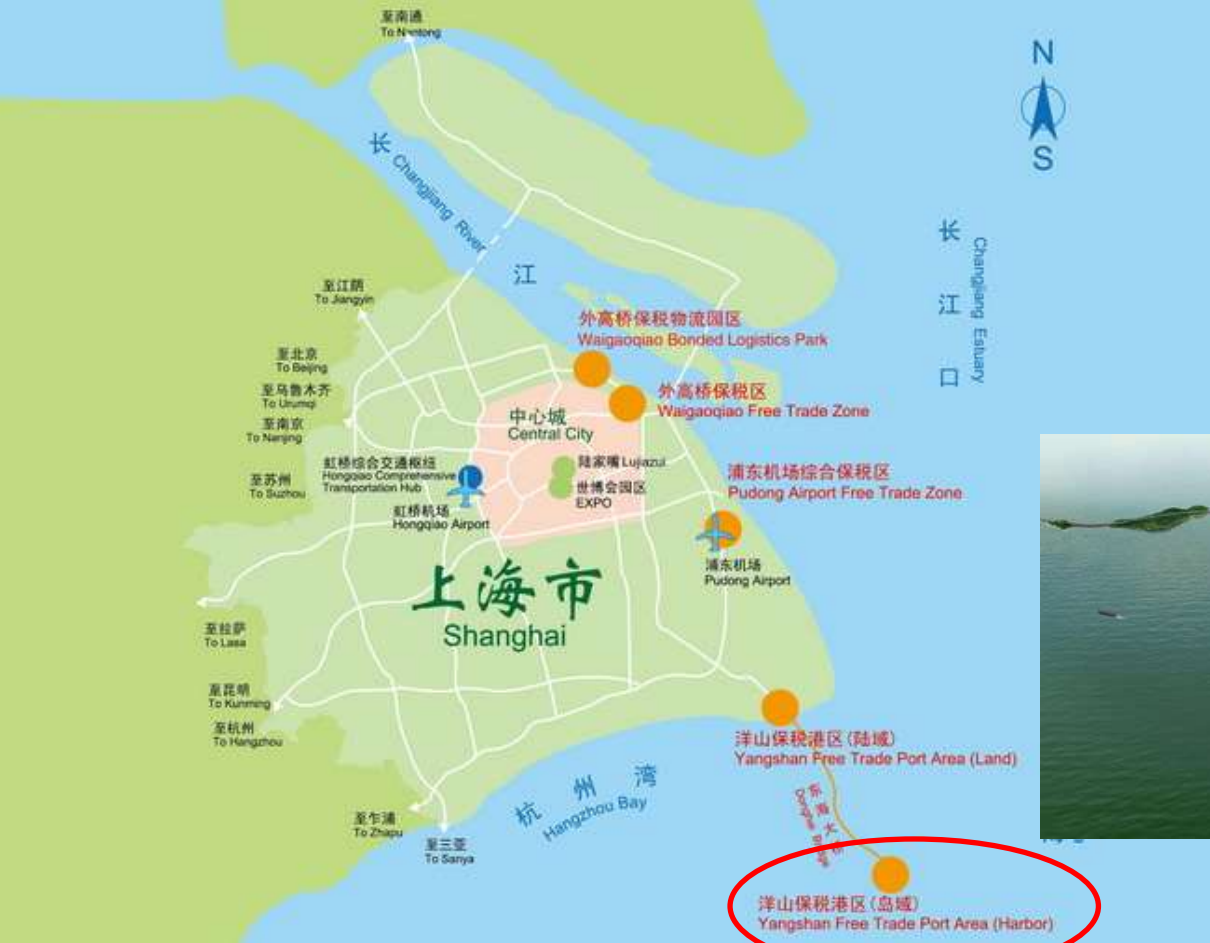 至南通
To Nantong
N
S
长
Changjiang River
江
长
江
口
Changjiang Estuary
至江阴
To Jiangyin
外高桥保税物流园区
Waigaoqiao Bonded Logistics Park
至北京
To Beijing
至乌鲁木齐
To Urumqi
至南京
To Nanjing
外高桥保税区
Waigaoqiao Free Trade Zone
中心城
Central City
虹桥综合交通枢纽
Hongqiao Comprehensive
Transportation Hub
陆家嘴 Lujiazui
世博会园区
EXPO
至苏州
To Suzhou
虹桥机场
Hongqiao Airport
浦东机场综合保税区
Pudong Airport Free Trade Zone
浦东机场
Pudong Airport
上海市
Shanghai
至拉萨
To Lasa
至昆明
To Kunming
至杭州
To Hangzhou
洋山保税港区(陆域)
Yangshan Free Trade Port Area (Land)
杭州湾
Hangzhou Bay
东海大桥
Donghai Bridge
至乍浦
To Zhapu
至三亚
To Sanya
洋山保税港区(岛域)
Yangshan Free Trade Port Area (Harbor)